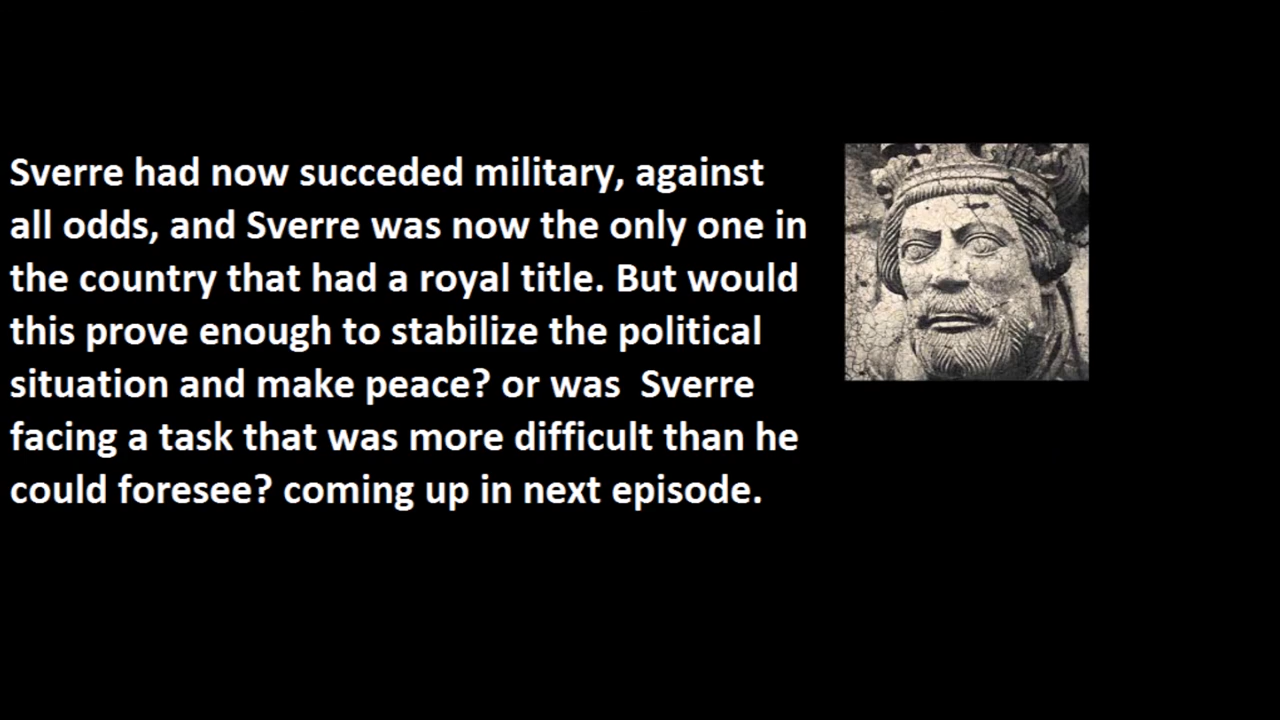 Sverre had now succeded military, against
all odds, and Sverre was now the only one in
the country that had a royal title. But would
this prove enough to stabilize the political
situation and make peace? or was  Sverre
facing a task that was more difficult than he
could foresee? coming up in next episode.